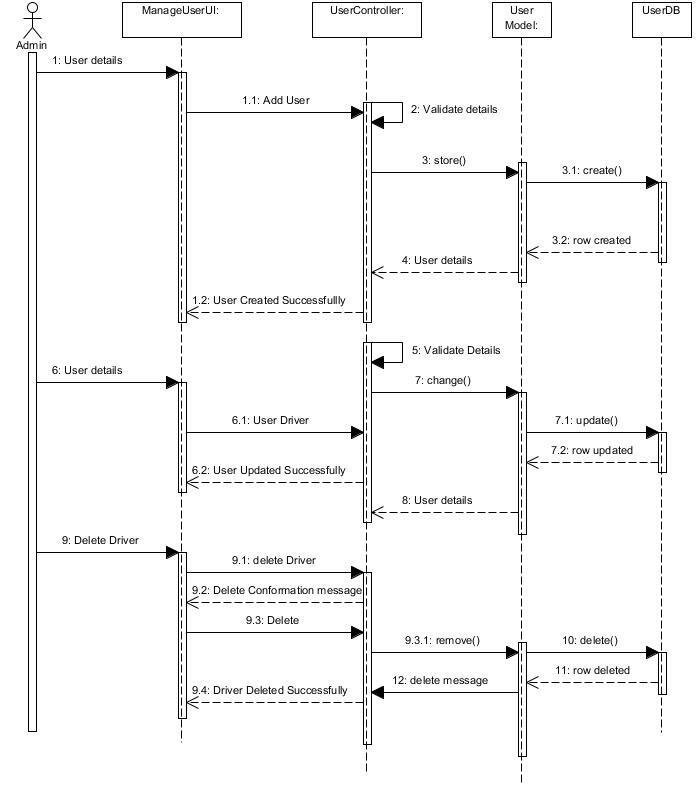 ManageUserUI:
UserController:
User
Model:
UserDB
Admin
1: User details
1.1: Add User
2: Validate details
3: store()
3.1: create()
3.2: row created
4: User details
1.2: User Created Successfullly
5: Validate Details
6: User details
7: change()
6.1: User Driver
7.1: update()
7.2: row updated
6.2: User Updated Successfully
8: User details
9: Delete Driver
9.1: delete Driver
9.2: Delete Conformation message
9.3: Delete
9.3.1: remove()
10: delete()
11: row deleted
12: delete message
9.4: Driver Deleted Successfully